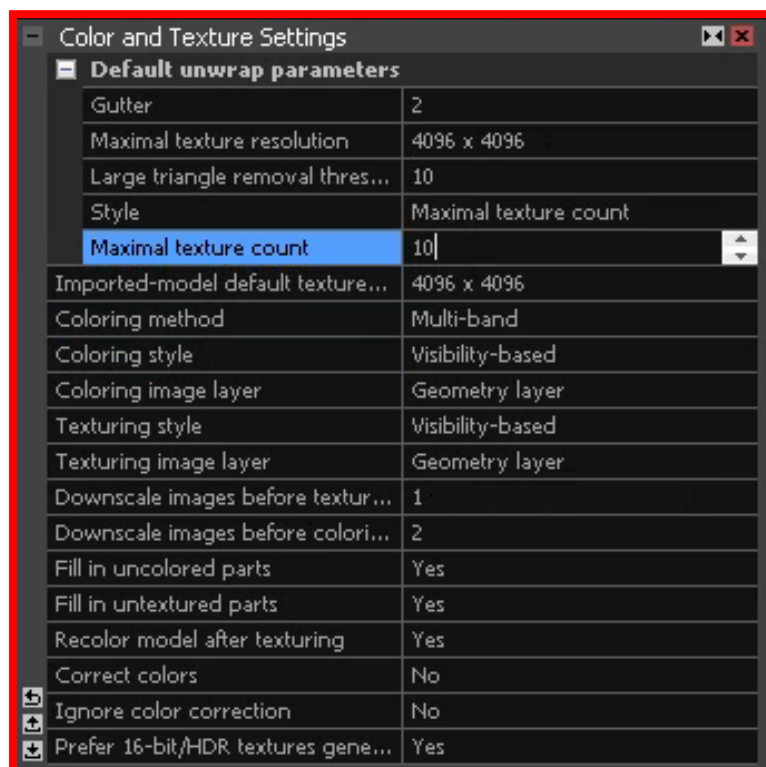 Color and Texture Settings
Default unwrap parameters
Gutter 2
Maximal texture resolution 4096 x 4096
Large triangle removal thres... 10
Style Maximal texture count
Maximal texture count 10
Imported-model default texture... 4096 x 4096
Coloring method Multi-band
Coloring style Visibility-based
Coloring image layer Geometry layer
Texturing style Visibility-based
Texturing image layer Geometry layer
Downscale images before textur... 1
Downscale images before colori... 2
Fill in uncolored parts Yes
Fill in untextured parts Yes
Recolor model after texturing Yes
Correct colors No
Ignore color correction No
Prefer 16-bit/HDR textures gene... Yes